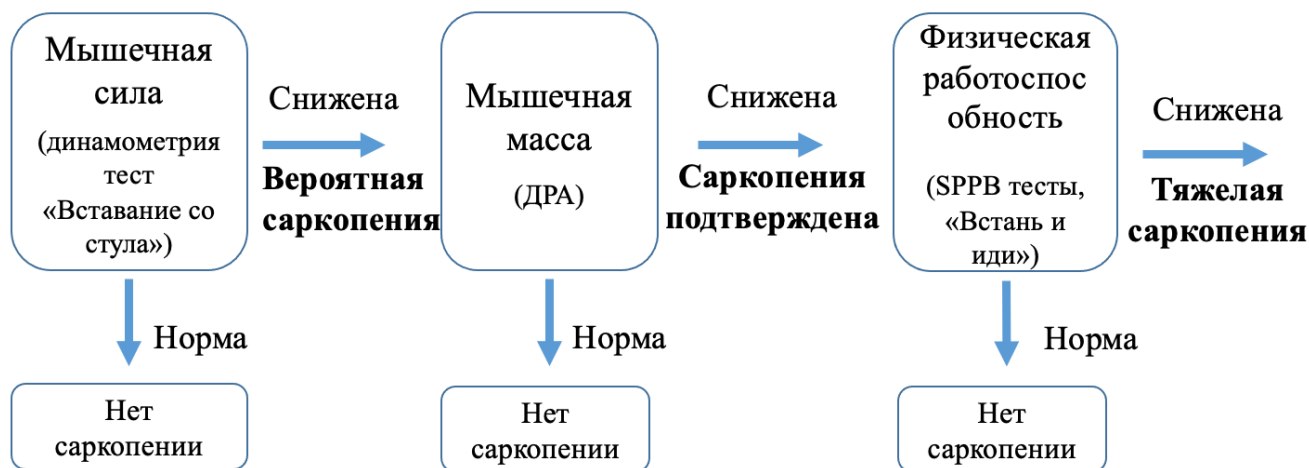 Мышечная
сила
(динамометрия
тест
«Вставание со
стула»)
Снижена
Вероятная
саркопения
Мышечная
масса
(ДРА)
Снижена
Саркопения
подтверждена
Физическая
работоспос
обность
(SPPB тесты,
«Встань и
иди»)
Снижена
Тяжелая
саркопения
Норма
Норма
Норма
Нет
саркопении
Нет
саркопении
Нет
саркопении